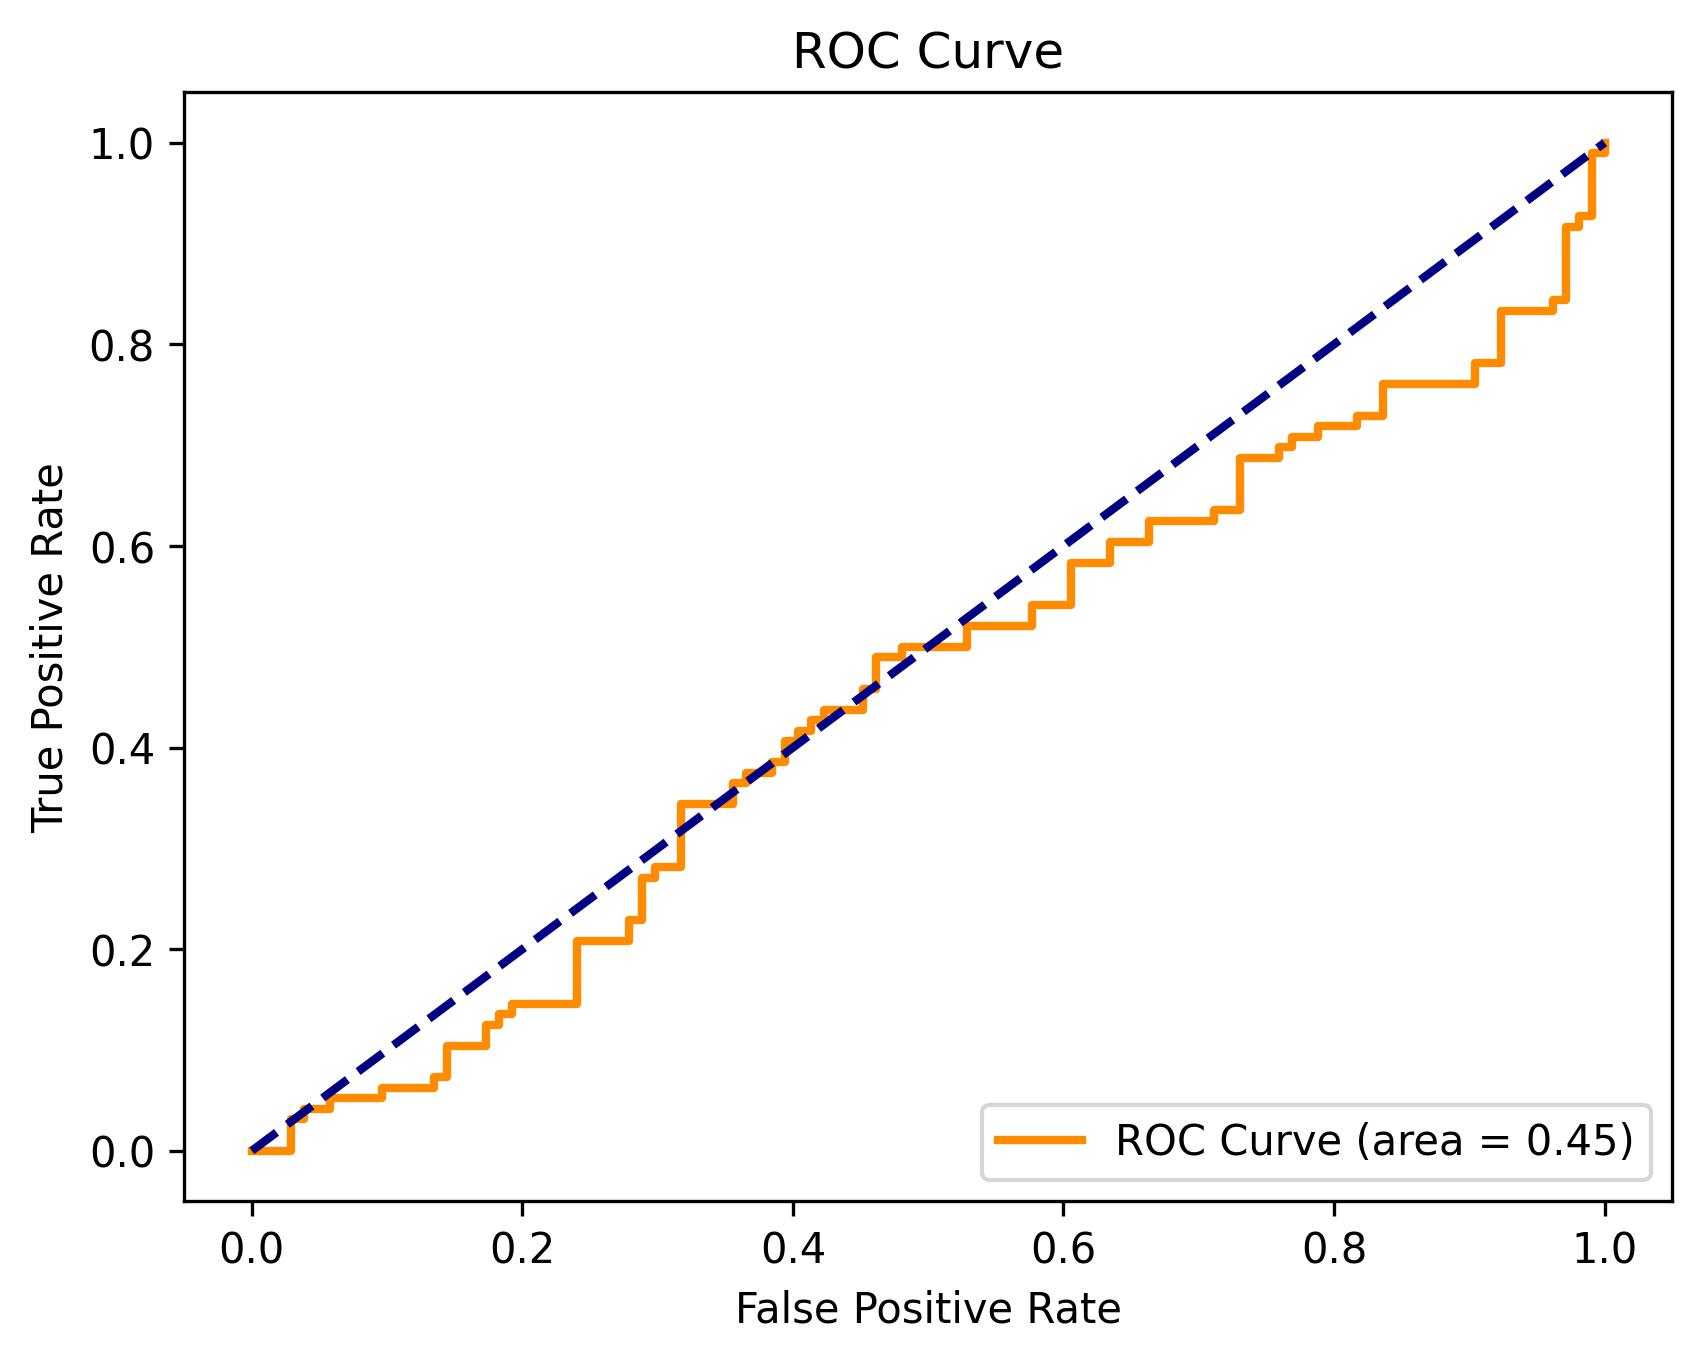 ROC Curve
1.0
0.8
0.6
0.4
0.2
0.0
True Positive Rate
ROC Curve (area = 0.45)
0.0 0.2 0.4 0.6 0.8 1.0
False Positive Rate